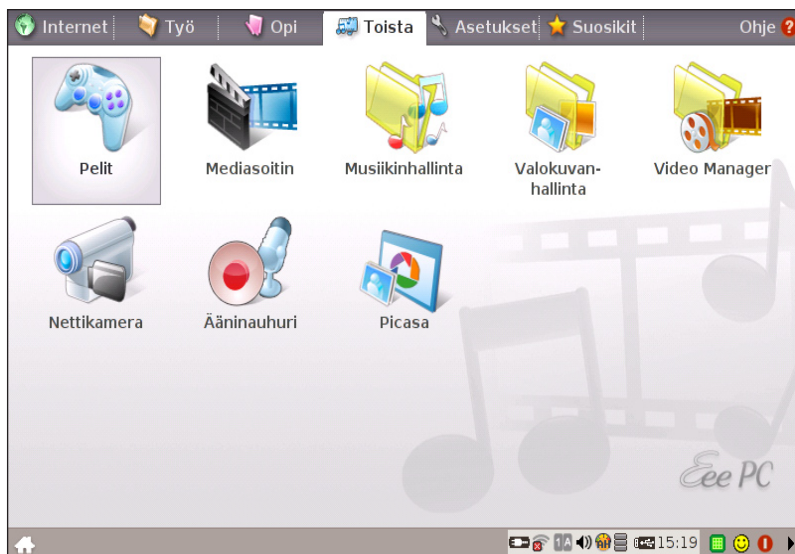 Internet
Työ
Opi
Toista
Asetukset
Suosikit
Ohje
Pelit
Mediasoitin
Musiikinhallinta
Valokuvan-
hallinta
Video Manager
Nettikamera
Ääninauhuri
Picasa
Eee PC
15:19